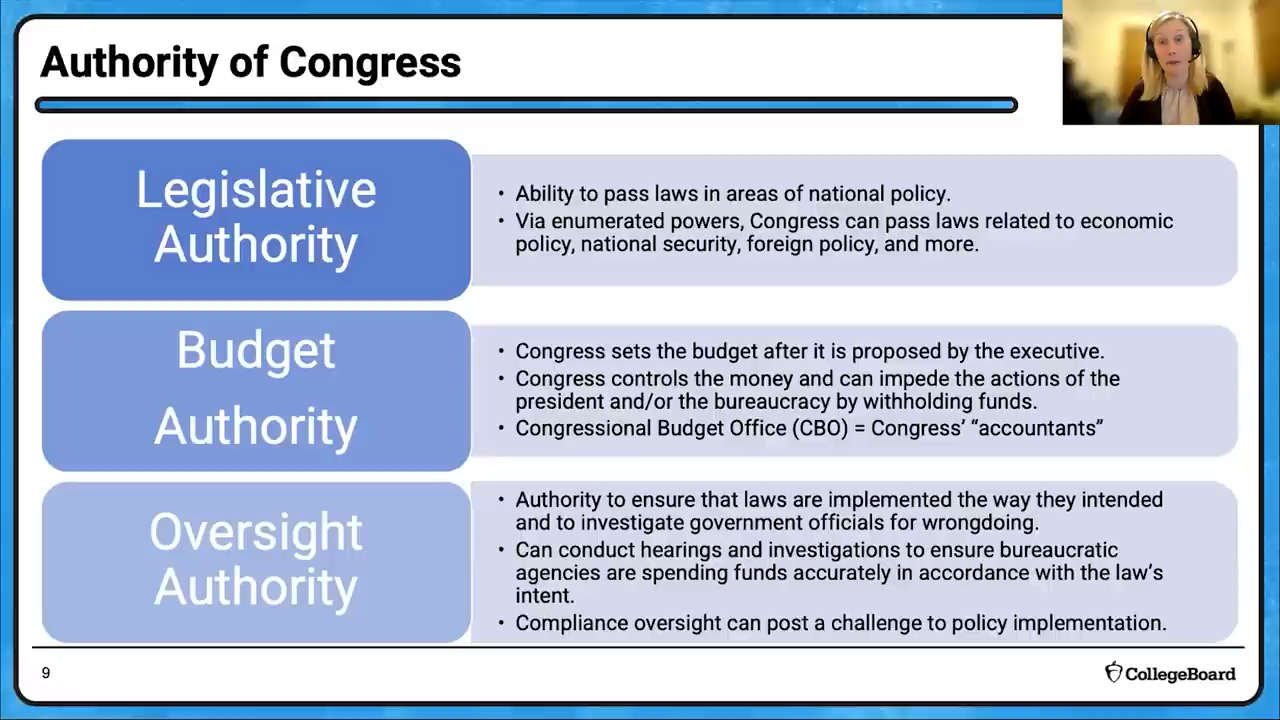 Authority of Congress
Legislative
Authority
• Ability to pass laws in areas of national policy.
• Via enumerated powers, Congress can pass laws related to economic
policy, national security, foreign policy, and more.
Budget
Authority
• Congress sets the budget after it is proposed by the executive.
• Congress controls the money and can impede the actions of the
president and/or the bureaucracy by withholding funds.
• Congressional Budget Office (CBO) = Congress’ “accountants”
Oversight
Authority
• Authority to ensure that laws are implemented the way they intended
and to investigate government officials for wrongdoing.
• Can conduct hearings and investigations to ensure bureaucratic
agencies are spending funds accurately in accordance with the law’s
intent.
• Compliance oversight can post a challenge to policy implementation.
9
CollegeBoard